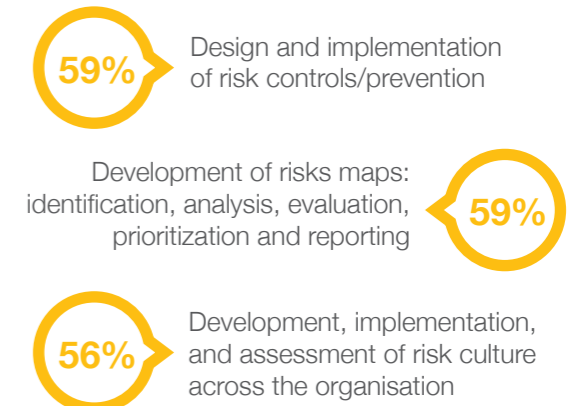 59%
Design and implementation
of risk controls/prevention
Development of risks maps:
identification, analysis, evaluation,
prioritization and reporting
59%
56%
Development, implementation,
and assessment of risk culture
across the organisation